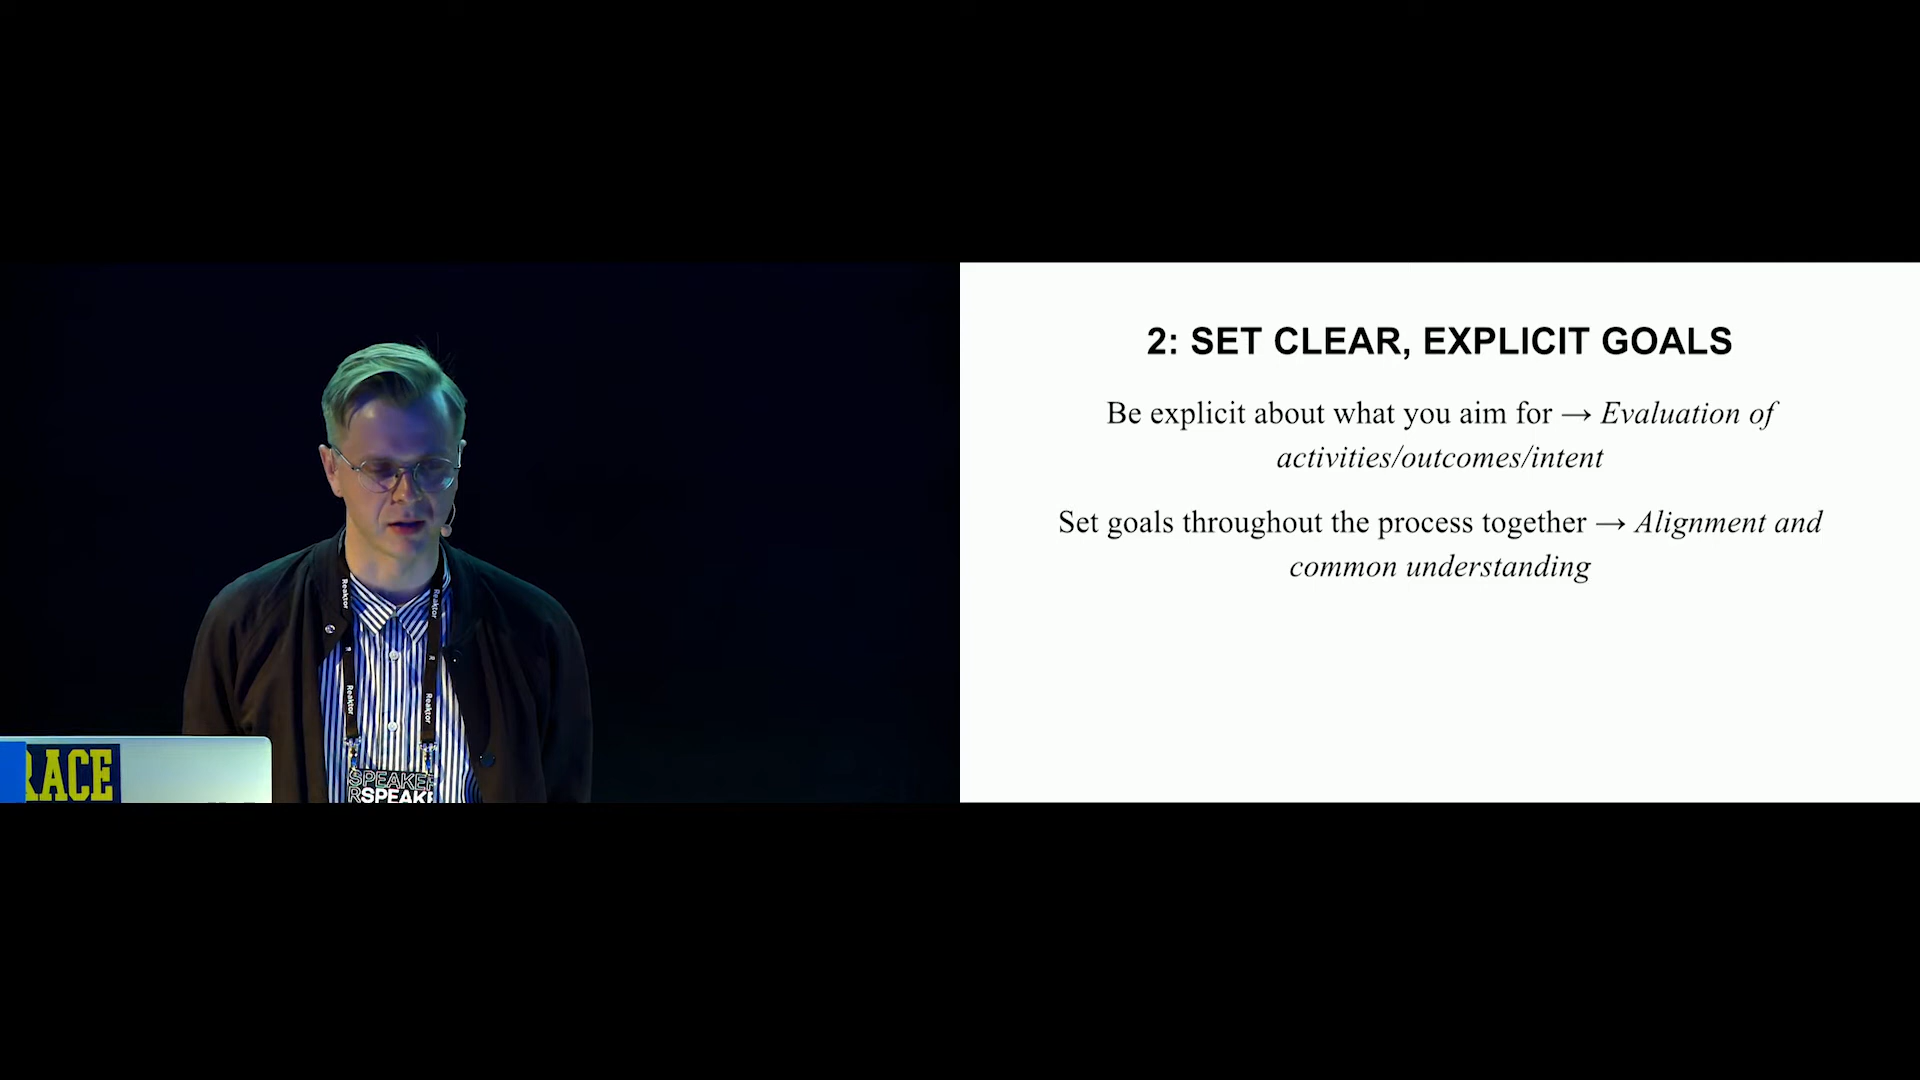 2: SET CLEAR, EXPLICIT GOALS
Be explicit about what you aim for → Evaluation of
activities/outcomes/intent
Set goals throughout the process together → Alignment and
common understanding
Reaktor
Reaktor
Reaktor
Reaktor
SPEAKER
RSPEAK
RACE